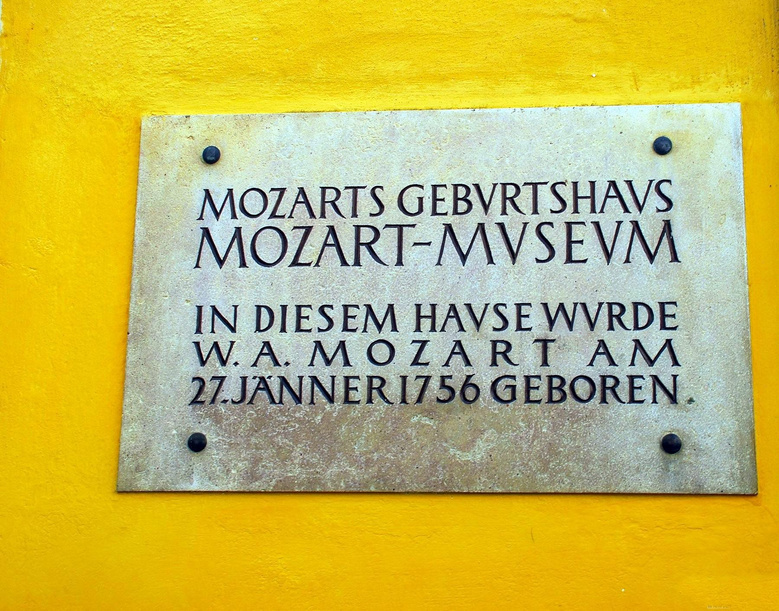 MOZARTS GEBVRTSHAVS
MOZART-MVSEVM
IN DIESEM HAVSE WVRDE
W. A. MOZART AM
27. JÄNNER 1756 GEBOREN.